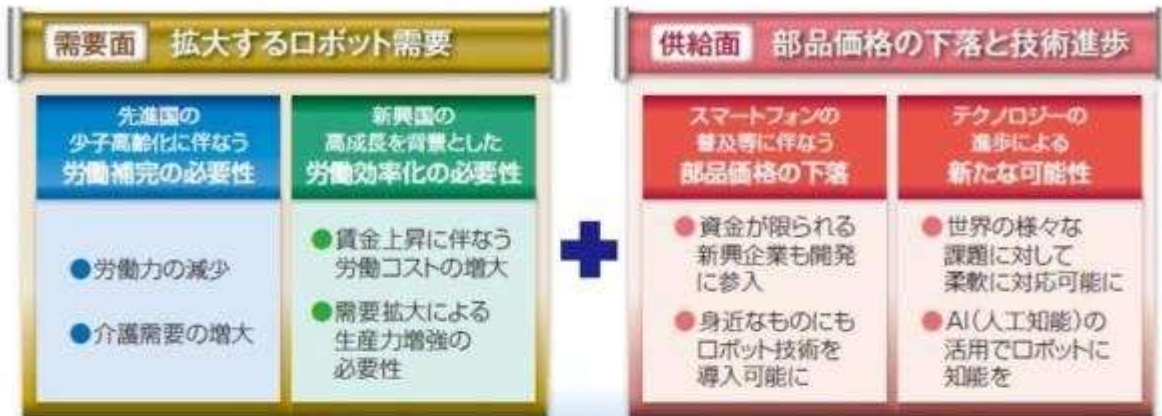 需要面 拡大するロボット需要
先進国の
少子高齢化に伴なう
労働補完の必要性
●労働力の減少
●介護需要の増大
新興国の
高成長を背景とした
労働効率化の必要性
●賃金上昇に伴なう
労働コストの増大
●需要拡大による
生産力増強の
必要性
供給面 部品価格の下落と技術進歩
スマートフォンの
普及等に伴なう
部品価格の下落
●資金が限られる
新興企業も開発
に参入
●身近なものにも
ロボット技術を
導入可能に
テクノロジーの
進歩による
新たな可能性
●世界の様々な
課題に対して
柔軟に対応可能に
●AI(人工知能)の
活用でロボットに
知能を